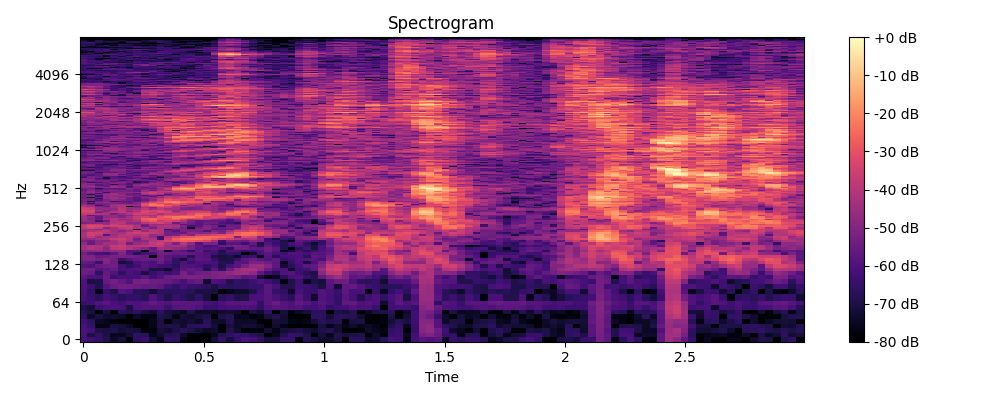 Spectrogram
Hz
4096
2048
1024
512
256
128
64
0
0
0.5
1
1.5
2
2.5
Time
+0 dB
-10 dB
-20 dB
-30 dB
-40 dB
-50 dB
-60 dB
-70 dB
-80 dB